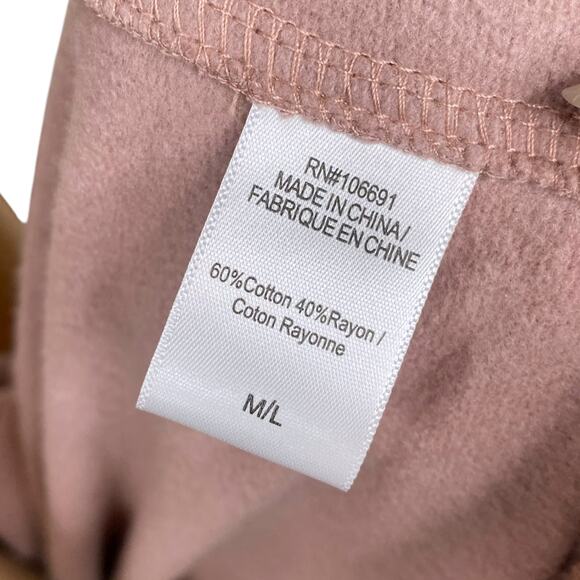 RN#106691
MADE IN CHINA/
FABRIQUE EN CHINE
60%Cotton 40%Rayon /
Coton Rayonne
M/L